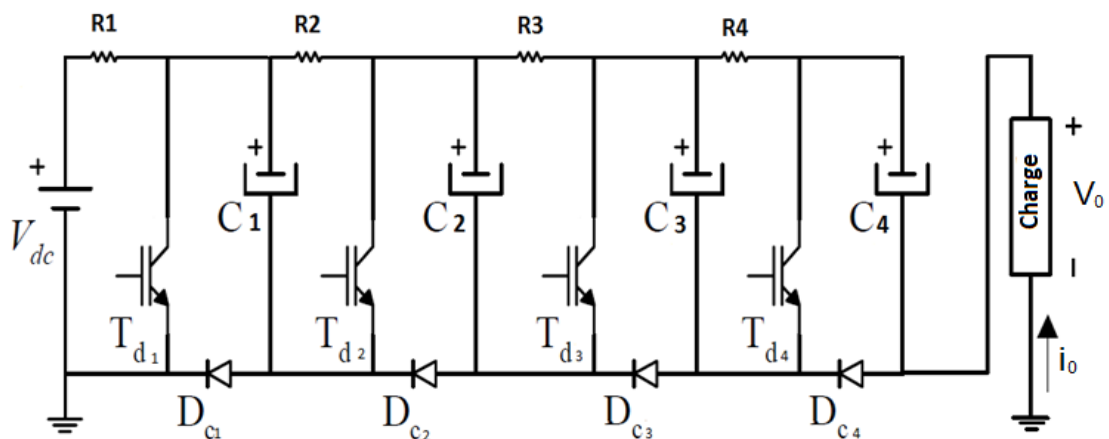 R1 R2 R3 R4
+ + + + + +
C1 C2 C3 C4
Charge
V0
Vdc
Td1 Td2 Td3 Td4
i0
Dc1 Dc2 Dc3 Dc4